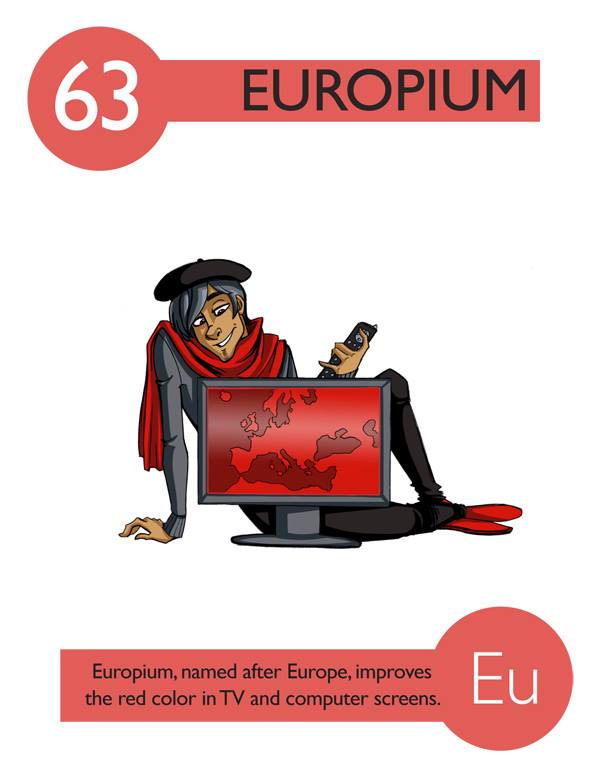 63
EUROPIUM
Europium, named after Europe, improves
the red color in TV and computer screens.
Eu